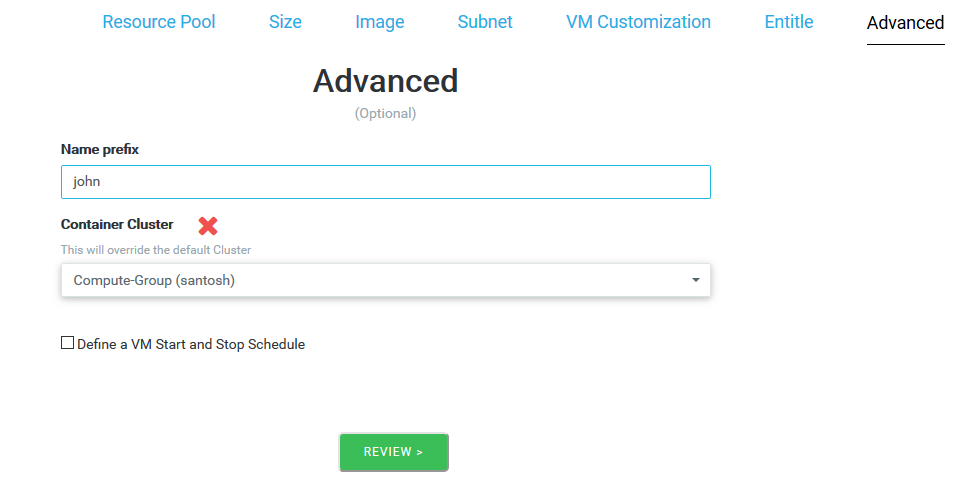 Resource Pool Size Image Subnet VM Customization Entitle Advanced
Advanced
(Optional)
Name prefix
john
Container Cluster
This will override the default Cluster
Compute-Group (santosh)
Define a VM Start and Stop Schedule
REVIEW >